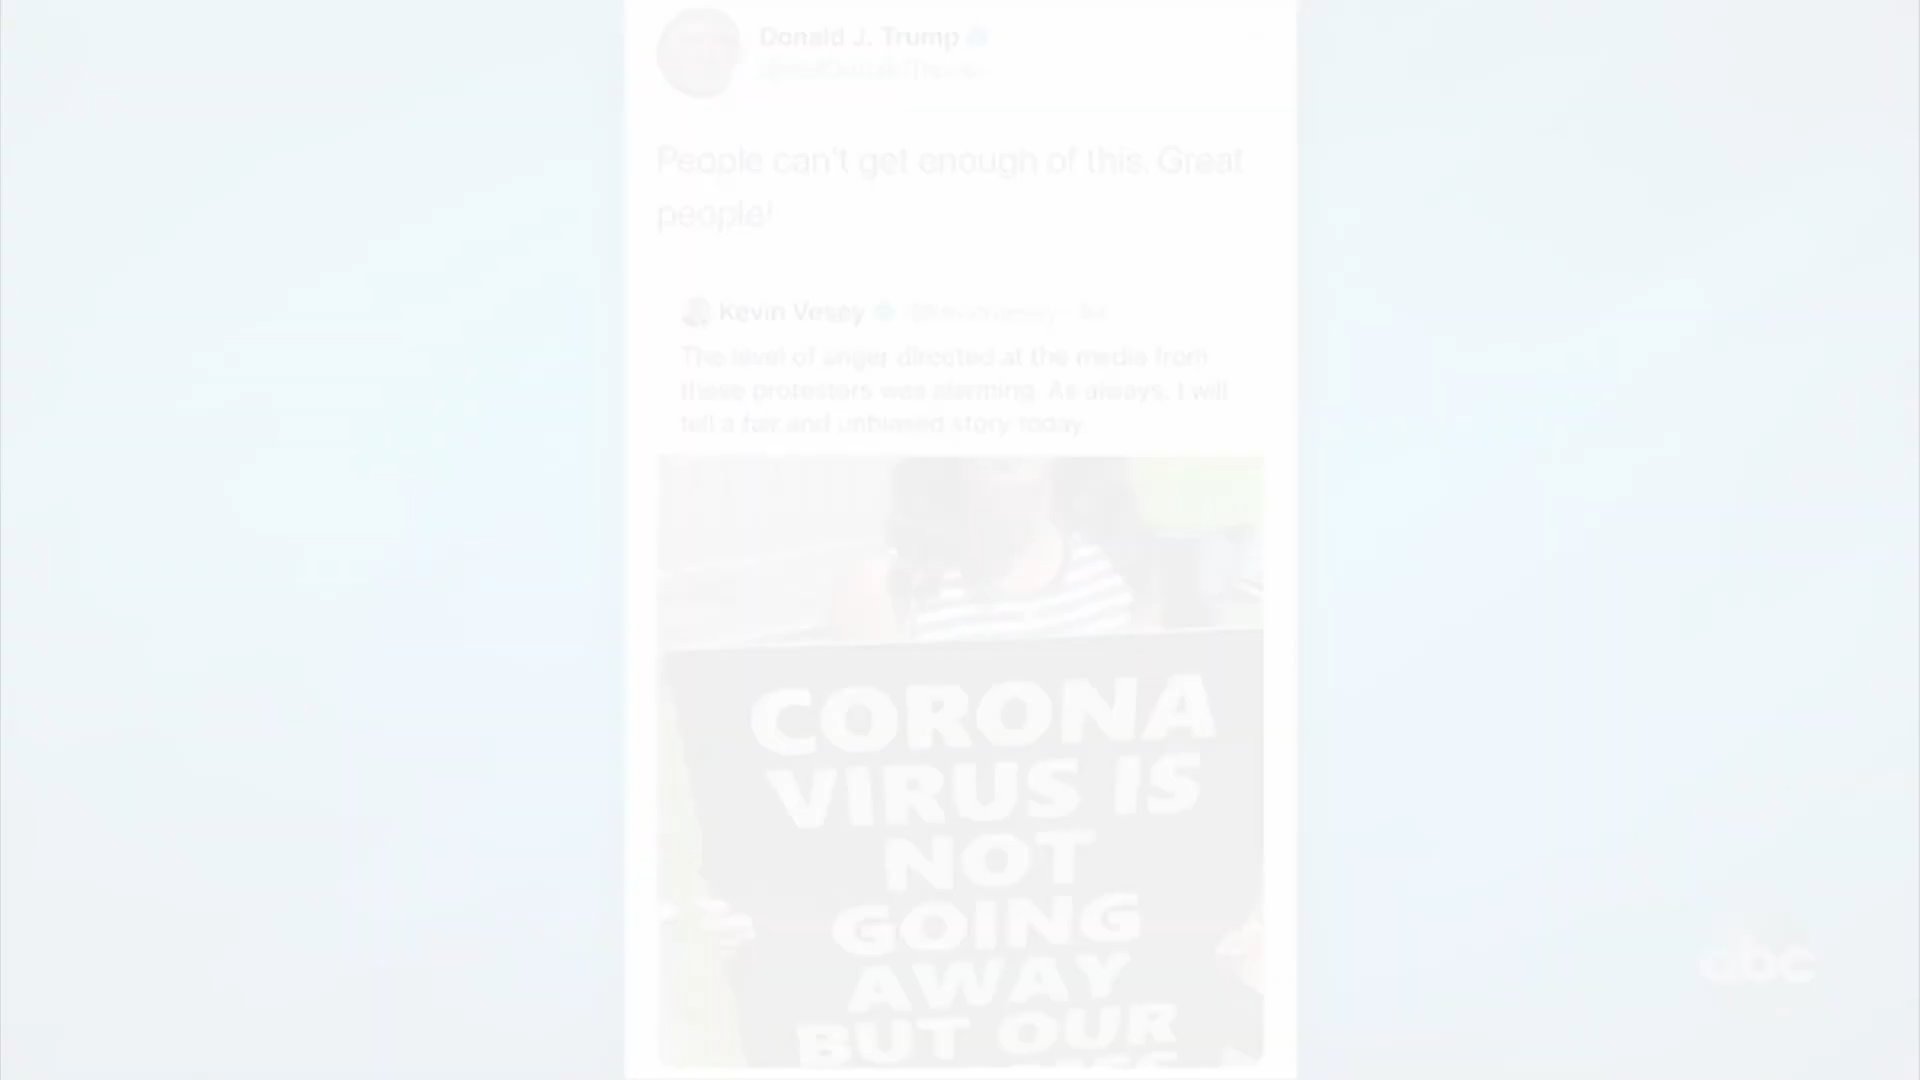 Donald J. Trump
@realDonaldTrump
People can't get enough of this. Great
people!
Kevin Vesey
The level of anger directed at the media from
these protestors was alarming. As always, I will
tell a fair and unbiased story today.
CORONA
VIRUS IS
NOT
GOING
AWAY
BUT OUR
abc